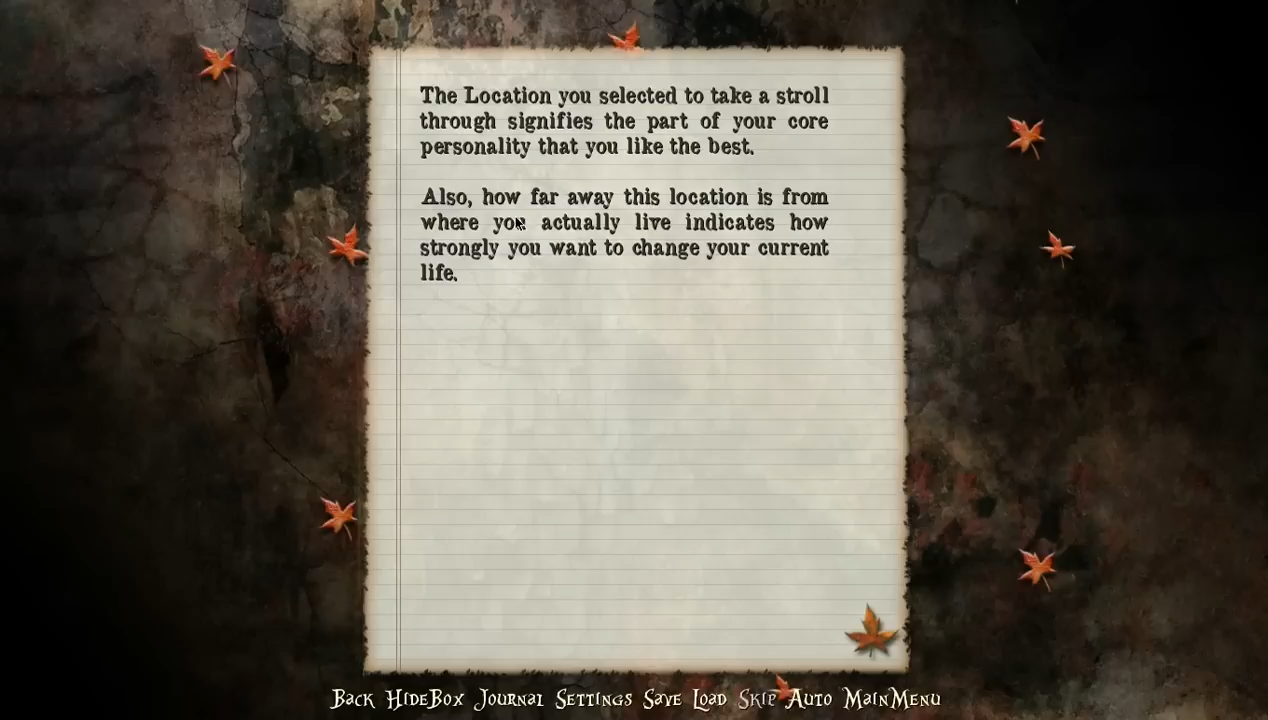 The Location you selected to take a stroll
through signifies the part of your core
personality that you like the best.
Also, how far away this location is from
where you actually live indicates how
strongly you want to change your current
life.
Back HideBox Journal Settings Save Load Skip Auto MainMenu